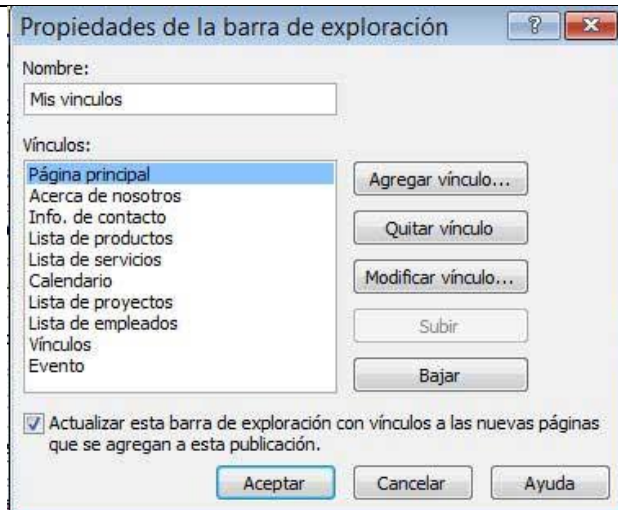 Propiedades de la barra de exploración
Nombre:
Mis vinculos
Vínculos:
Página principal
Acerca de nosotros
Info. de contacto
Lista de productos
Lista de servicios
Calendario
Lista de proyectos
Lista de empleados
Vínculos
Evento
Agregar vínculo...
Quitar vínculo
Modificar vínculo...
Subir
Bajar
Actualizar esta barra de exploración con vínculos a las nuevas páginas
que se agregan a esta publicación.
Aceptar
Cancelar
Ayuda